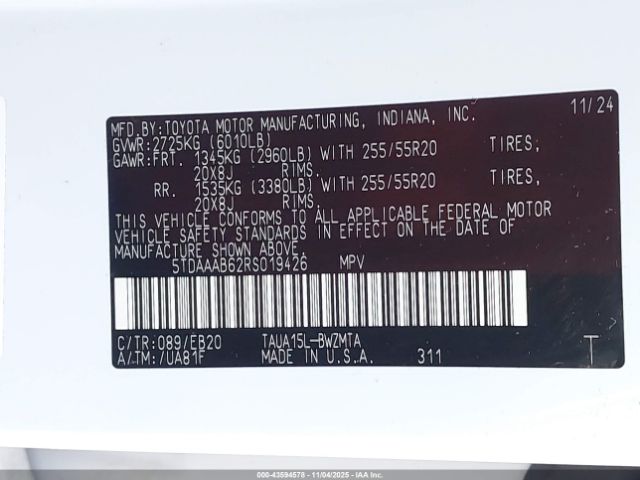 MFD.BY:TOYOTA MOTOR MANUFACTURING, INDIANA, INC. 11/24
GVWR:2725KG (6010LB)
GAWR:FRT. 1345KG (2960LB) WITH 255/55R20 TIRES,
20X8J RIMS.
RR. 1535KG (3380LB) WITH 255/55R20 TIRES,
20X8J RIMS.
THIS VEHICLE CONFORMS TO ALL APPLICABLE FEDERAL MOTOR
VEHICLE SAFETY STANDARDS IN EFFECT ON THE DATE OF
MANUFACTURE SHOWN ABOVE.
5TDAAAB62RS019426 MPV
C/TR:089/EB20 TAUA15L-BWZMTA
A/TM:/UA81F MADE IN U.S.A. 311 T
000-43594578 - 11/04/2025 - IAAI.COM